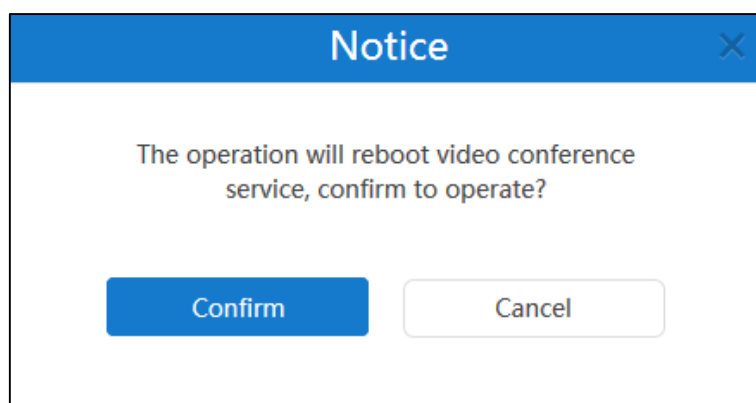 Notice
The operation will reboot video conference
service, confirm to operate?
Confirm
Cancel